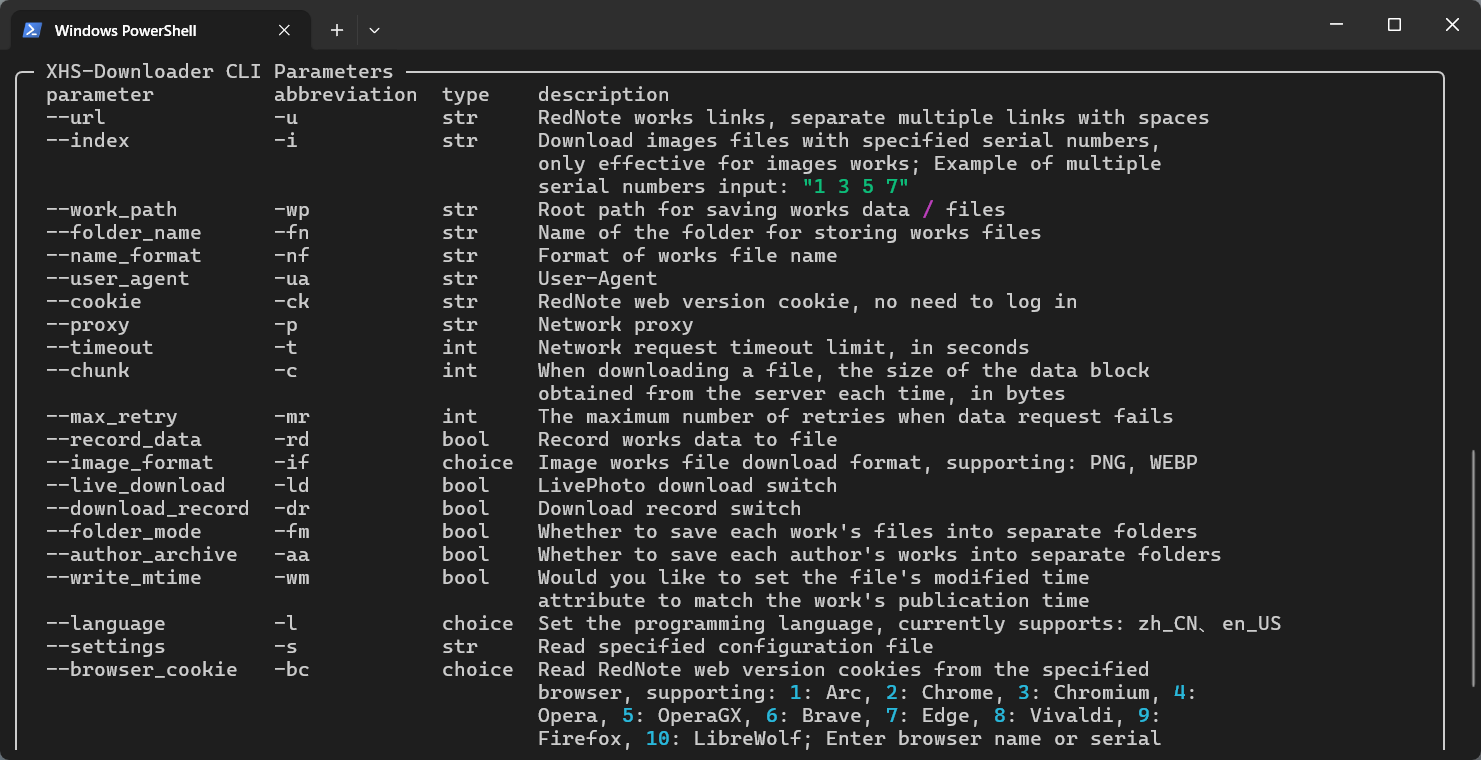 Windows PowerShell
XHS-Downloader CLI Parameters
parameter abbreviation type description
--url -u str RedNote works links, separate multiple links with spaces
--index -i str Download images files with specified serial numbers,
only effective for images works; Example of multiple
serial numbers input: "1 3 5 7"
--work_path -wp str Root path for saving works data / files
--folder_name -fn str Name of the folder for storing works files
--name_format -nf str Format of works file name
--user_agent -ua str User-Agent
--cookie -ck str RedNote web version cookie, no need to log in
--proxy -p str Network proxy
--timeout -t int Network request timeout limit, in seconds
--chunk -c int When downloading a file, the size of the data block
obtained from the server each time, in bytes
--max_retry -mr int The maximum number of retries when data request fails
--record_data -rd bool Record works data to file
--image_format -if choice Image works file download format, supporting: PNG, WEBP
--live_download -ld bool LivePhoto download switch
--download_record -dr bool Download record switch
--folder_mode -fm bool Whether to save each work's files into separate folders
--author_archive -aa bool Whether to save each author's works into separate folders
--write_mtime -wm bool Would you like to set the file's modified time
attribute to match the work's publication time
--language -l choice Set the programming language, currently supports: zh_CN、en_US
--settings -s str Read specified configuration file
--browser_cookie -bc choice Read RedNote web version cookies from the specified
browser, supporting: 1: Arc, 2: Chrome, 3: Chromium, 4:
Opera, 5: OperaGX, 6: Brave, 7: Edge, 8: Vivaldi, 9:
Firefox, 10: LibreWolf; Enter browser name or serial